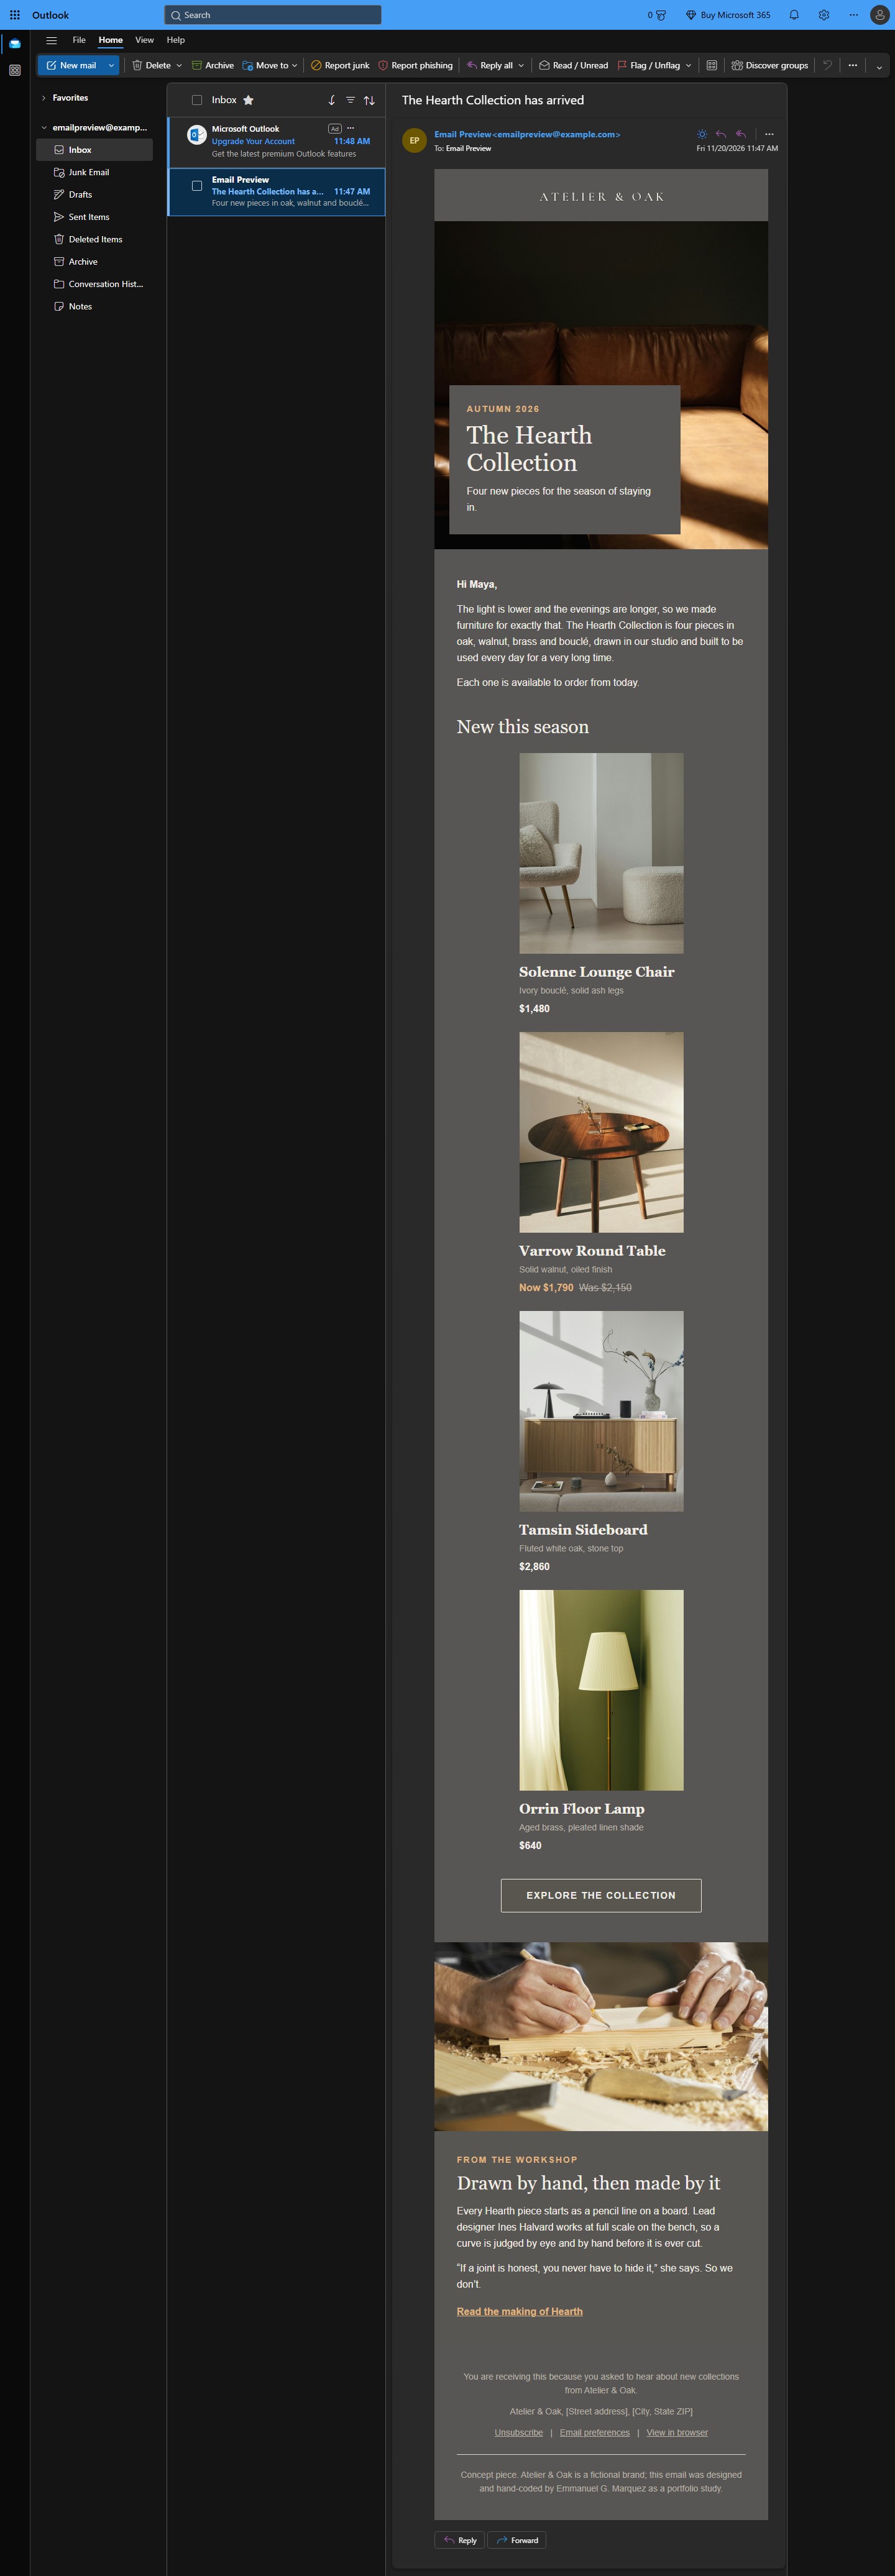 Outlook
Search
0
Buy Microsoft 365
File
Home
View
Help
New mail
Delete
Archive
Move to
Report junk
Report phishing
Reply all
Read / Unread
Flag / Unflag
Discover groups
Favorites
emailpreview@examp...
Inbox
Junk Email
Drafts
Sent Items
Deleted Items
Archive
Conversation Hist...
Notes
Inbox
Microsoft Outlook
Ad
Upgrade Your Account
11:48 AM
Get the latest premium Outlook features
Email Preview
The Hearth Collection has a...
11:47 AM
Four new pieces in oak, walnut and bouclé...
The Hearth Collection has arrived
EP
Email Preview<emailpreview@example.com>
To: Email Preview
Fri 11/20/2026 11:47 AM
ATELIER & OAK
AUTUMN 2026
The Hearth
Collection
Four new pieces for the season of staying
in.
Hi Maya,
The light is lower and the evenings are longer, so we made
furniture for exactly that. The Hearth Collection is four pieces in
oak, walnut, brass and bouclé, drawn in our studio and built to be
used every day for a very long time.
Each one is available to order from today.
New this season
Solenne Lounge Chair
Ivory bouclé, solid ash legs
$1,480
Varrow Round Table
Solid walnut, oiled finish
Now $1,790 Was $2,150
Tamsin Sideboard
Fluted white oak, stone top
$2,860
Orrin Floor Lamp
Aged brass, pleated linen shade
$640
EXPLORE THE COLLECTION
FROM THE WORKSHOP
Drawn by hand, then made by it
Every Hearth piece starts as a pencil line on a board. Lead
designer Ines Halvard works at full scale on the bench, so a
curve is judged by eye and by hand before it is ever cut.
“If a joint is honest, you never have to hide it,” she says. So we
don’t.
Read the making of Hearth
You are receiving this because you asked to hear about new collections
from Atelier & Oak.
Atelier & Oak, [Street address], [City, State ZIP]
Unsubscribe | Email preferences | View in browser
Concept piece. Atelier & Oak is a fictional brand; this email was designed
and hand-coded by Emmanuel G. Marquez as a portfolio study.
Reply
Forward